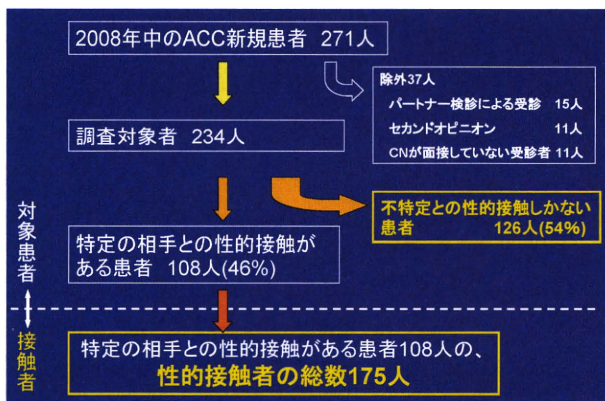 2008年中のACC新規患者 271人
除外37人
パートナー検診による受診 15人
セカンドオピニオン 11人
CNが面接していない受診者 11人
調査対象者 234人
不特定との性的接触しかない
患者 126人(54%)
特定の相手との性的接触が
ある患者 108人(46%)
対象患者
接触者
特定の相手との性的接触がある患者108人の、
性的接触者の総数175人